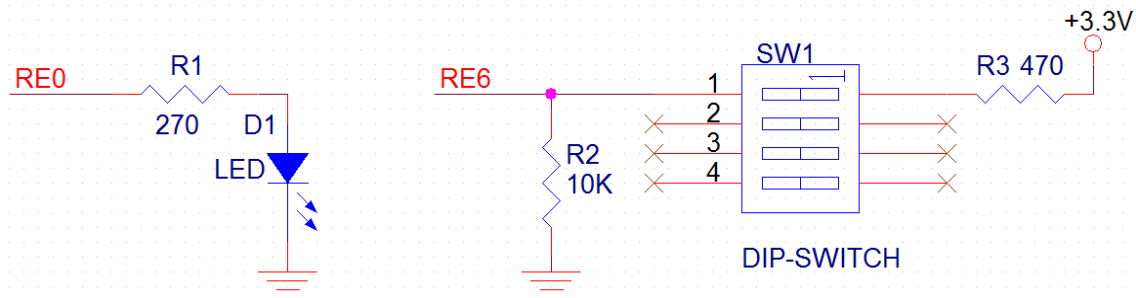 +3.3V
RE0
R1
270
D1
LED
RE6
R2
10K
SW1
1
1
2
3
4
R3 470
DIP-SWITCH